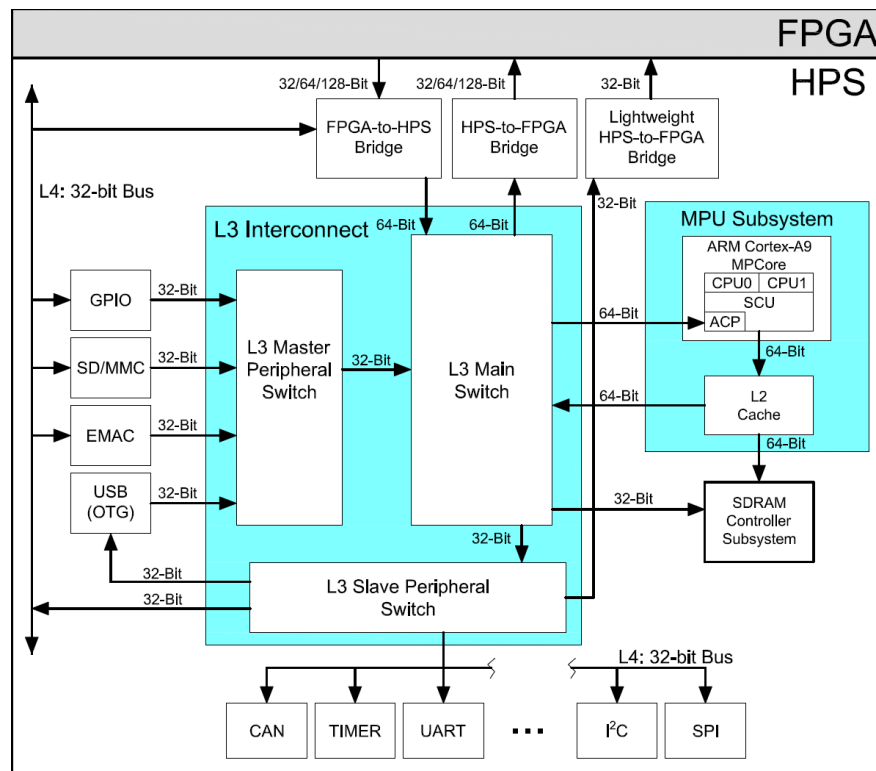 FPGA
HPS
32/64/128-Bit
32/64/128-Bit
32-Bit
FPGA-to-HPS
Bridge
HPS-to-FPGA
Bridge
Lightweight
HPS-to-FPGA
Bridge
L4: 32-bit Bus
L3 Interconnect
64-Bit
64-Bit
32-Bit
MPU Subsystem
ARM Cortex-A9
MPCore
CPU0
CPU1
SCU
ACP
GPIO
32-Bit
SD/MMC
32-Bit
EMAC
32-Bit
USB
(OTG)
32-Bit
L3 Master
Peripheral
Switch
32-Bit
L3 Main
Switch
64-Bit
64-Bit
64-Bit
L2
Cache
64-Bit
32-Bit
SDRAM
Controller
Subsystem
32-Bit
32-Bit
32-Bit
L3 Slave Peripheral
Switch
L4: 32-bit Bus
CAN
TIMER
UART
...
I²C
SPI